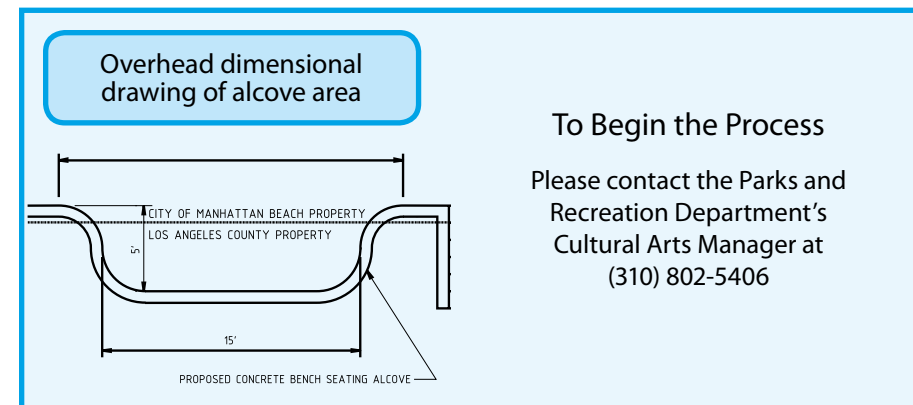 Overhead dimensional
drawing of alcove area
CITY OF MANHATTAN BEACH PROPERTY
LOS ANGELES COUNTY PROPERTY
5'
15'
PROPOSED CONCRETE BENCH SEATING ALCOVE
To Begin the Process
Please contact the Parks and
Recreation Department’s
Cultural Arts Manager at
(310) 802-5406